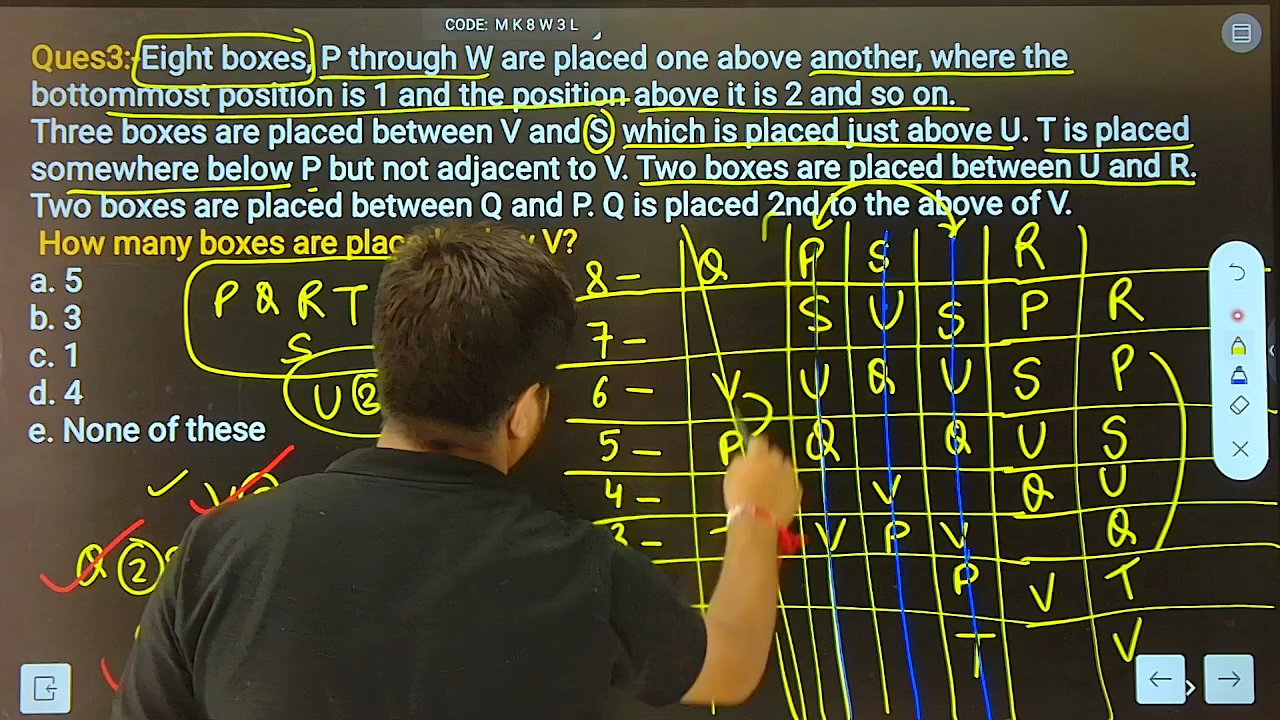 CODE: M K 8 W 3 L
Ques3:- Eight boxes, P through W are placed one above another, where the
bottommost position is 1 and the position above it is 2 and so on.
Three boxes are placed between V and S which is placed just above U. T is placed
somewhere below P but not adjacent to V. Two boxes are placed between U and R.
Two boxes are placed between Q and P. Q is placed 2nd to the above of V.
How many boxes are V?
a. 5
b. 3
c. 1
d. 4
e. None of these
P Q R T
S
U 2
Q 2
8 - Q P S R
7 - S U S P R
6 - V U Q U S P
5 - P Q Q U S
4 - V Q U
3 - V P V Q
P V T
T V